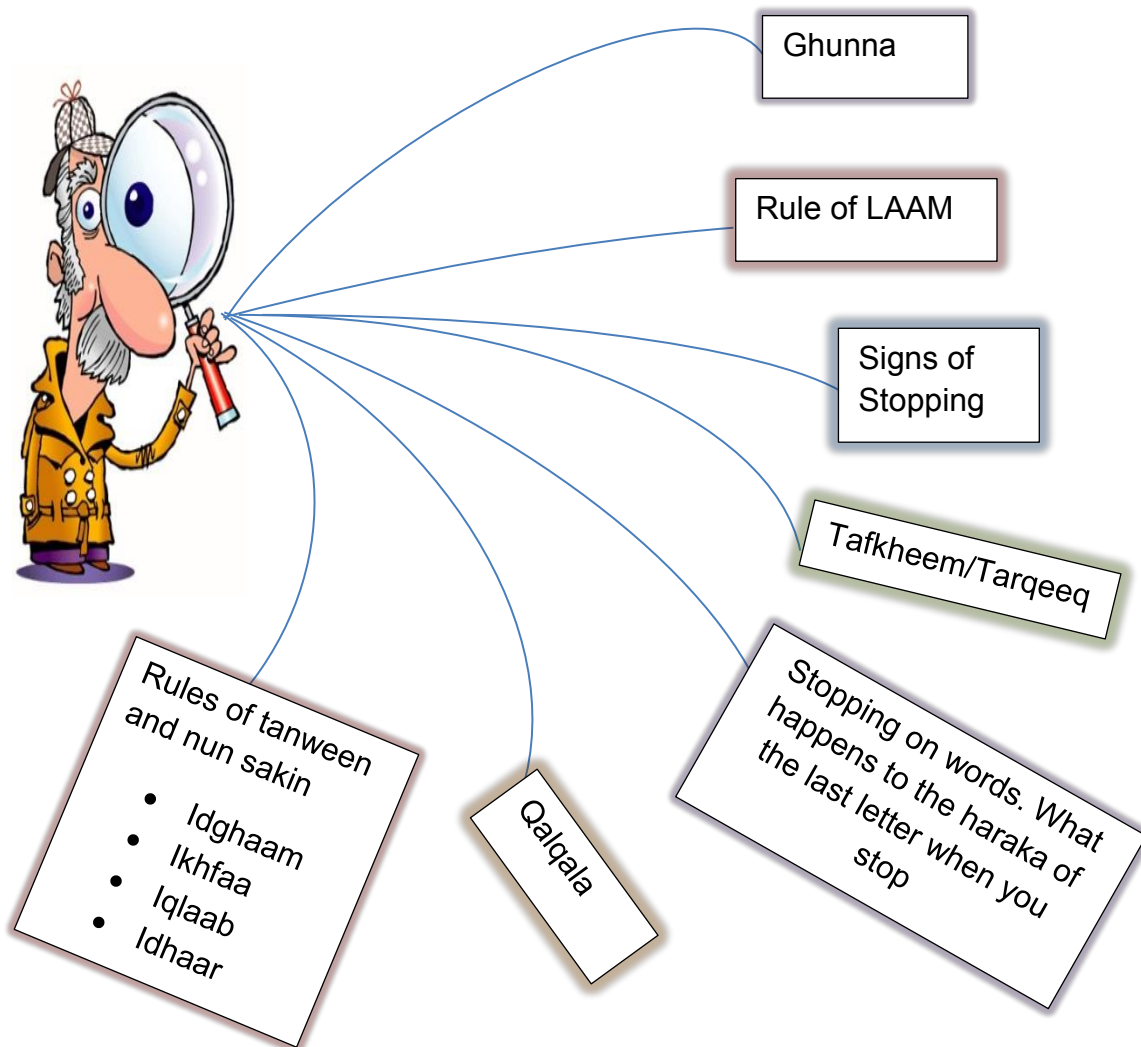 Ghunna
Rule of LAAM
Signs of
Stopping
Tafkheem/Tarqeeq
Stopping on words. What
happens to the haraka of
the last letter when you
stop
Qalqala
Rules of tanween
and nun sakin
• Idghaam
• Ikhfaa
• Iqlaab
• Idhaar